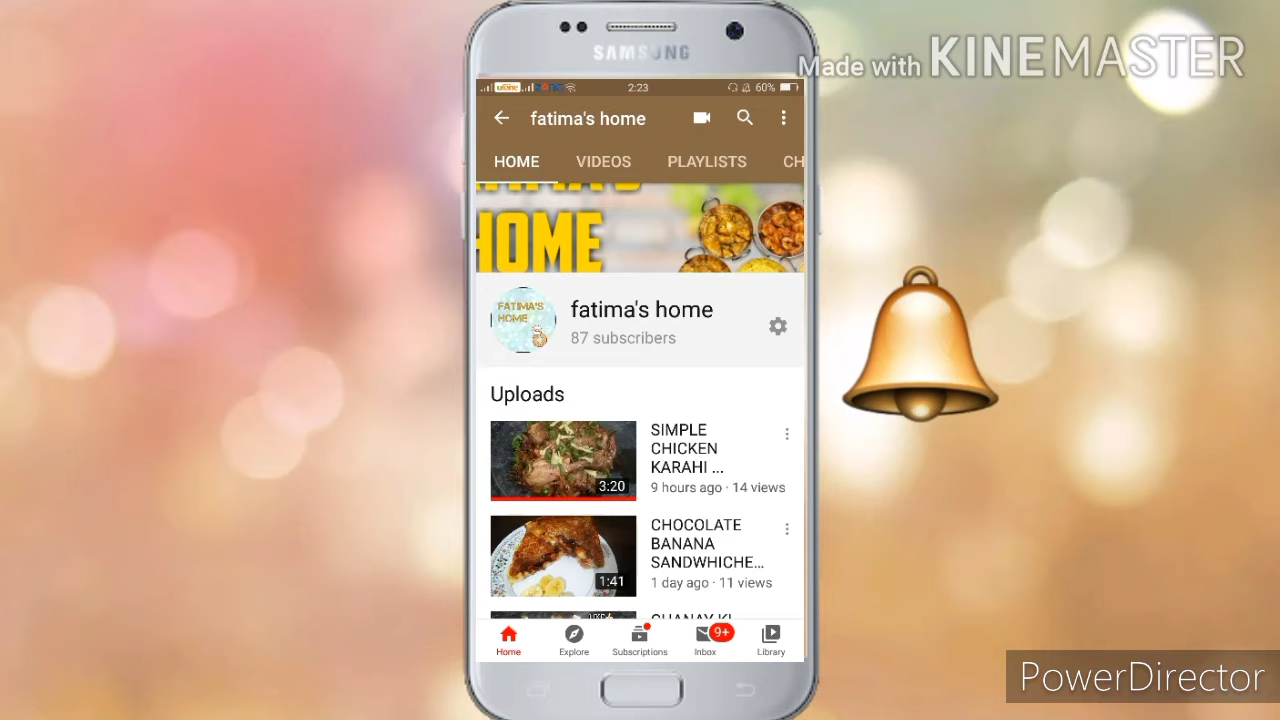 SAMSUNG
Made with KINEMASTER
ufone 2:23 60%
fatima's home
HOME VIDEOS PLAYLISTS CH
HOME
FATIMA'S
HOME
fatima's home
87 subscribers
Uploads
SIMPLE
CHICKEN
KARAHI ...
9 hours ago · 14 views
3:20
CHOCOLATE
BANANA
SANDWHICHE...
1 day ago · 11 views
1:41
Home Explore Subscriptions Inbox Library
9+
PowerDirector